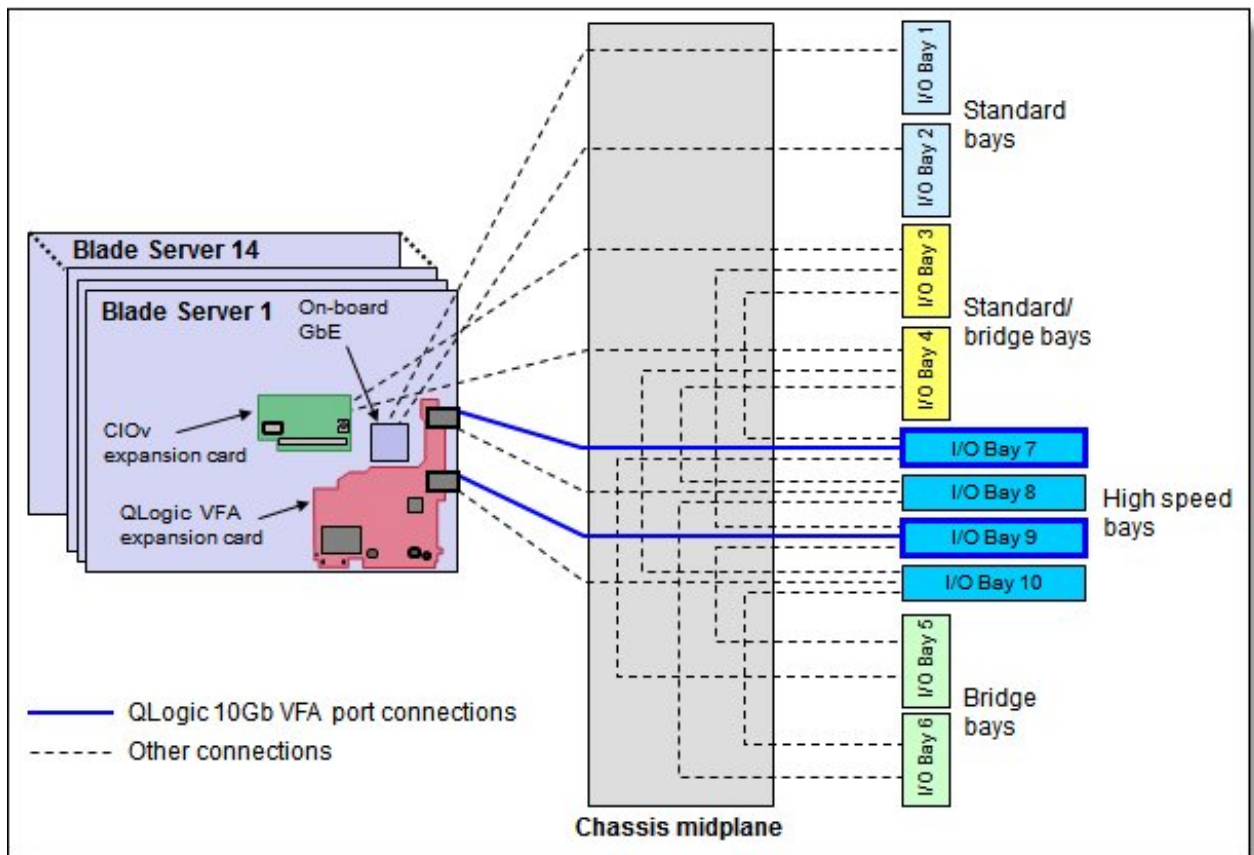 Blade Server 14
Blade Server 1
On-board
GbE
CIOv
expansion card
QLogic VFA
expansion card
QLogic 10Gb VFA port connections
Other connections
Chassis midplane
I/O Bay 1
I/O Bay 2
Standard
bays
I/O Bay 3
I/O Bay 4
Standard/
bridge bays
I/O Bay 7
I/O Bay 8
I/O Bay 9
I/O Bay 10
High speed
bays
I/O Bay 5
I/O Bay 6
Bridge
bays